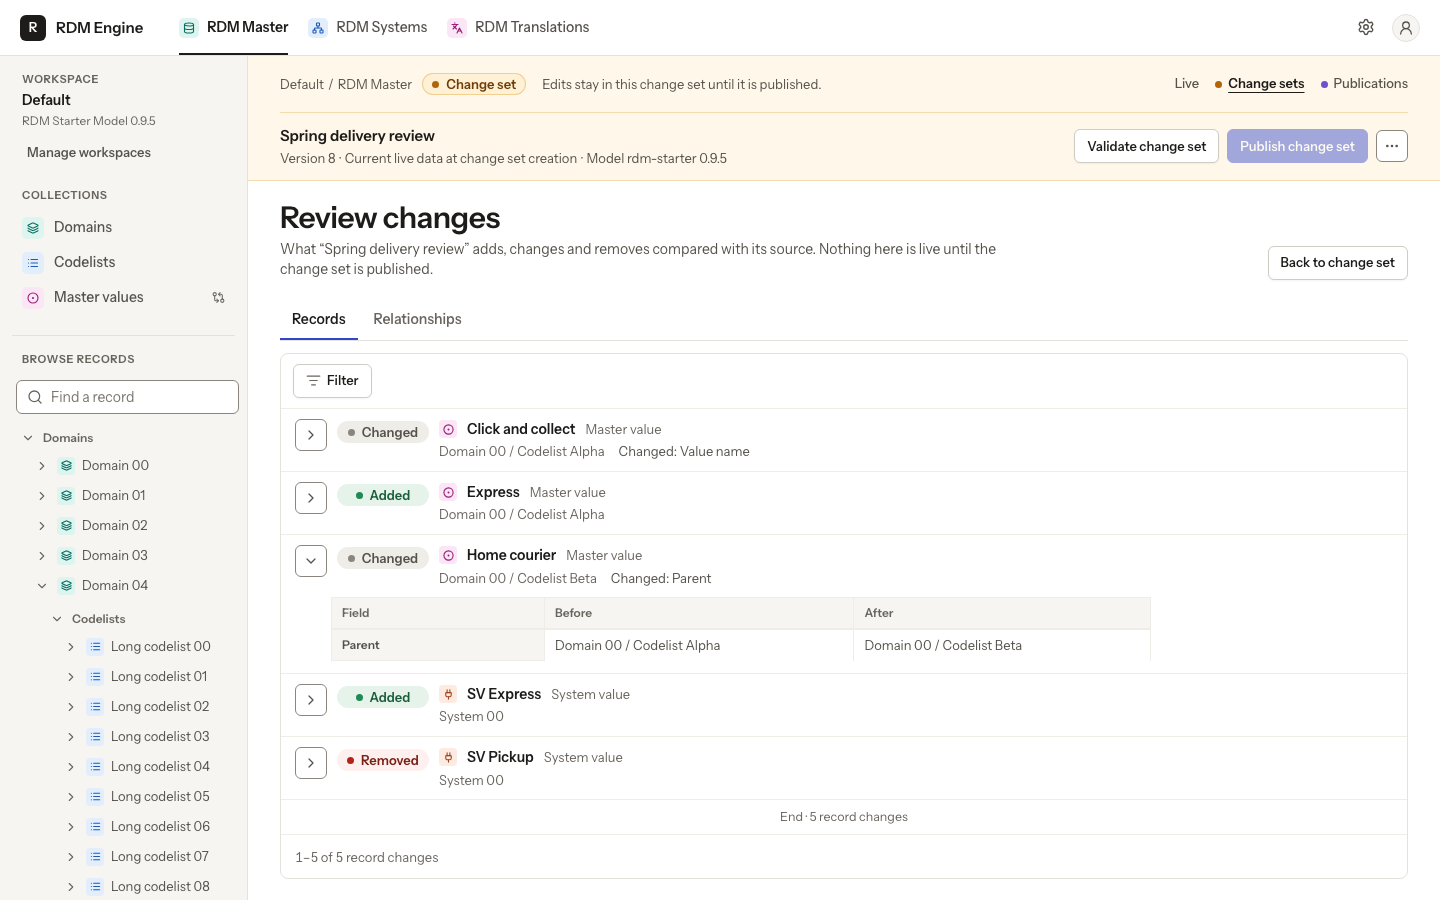 R RDM Engine RDM Master RDM Systems RDM Translations
WORKSPACE
Default
RDM Starter Model 0.9.5
Manage workspaces
COLLECTIONS
Domains
Codelists
Master values
BROWSE RECORDS
Find a record
Domains
Domain 00
Domain 01
Domain 02
Domain 03
Domain 04
Codelists
Long codelist 00
Long codelist 01
Long codelist 02
Long codelist 03
Long codelist 04
Long codelist 05
Long codelist 06
Long codelist 07
Long codelist 08
Default / RDM Master Change set Edits stay in this change set until it is published. Live Change sets Publications
Spring delivery review
Version 8 · Current live data at change set creation · Model rdm-starter 0.9.5
Validate change set Publish change set ...
Review changes
What “Spring delivery review” adds, changes and removes compared with its source. Nothing here is live until the
change set is published.
Back to change set
Records Relationships
Filter
Changed Click and collect Master value
Domain 00 / Codelist Alpha Changed: Value name
Added Express Master value
Domain 00 / Codelist Alpha
Changed Home courier Master value
Domain 00 / Codelist Beta Changed: Parent
Field Before After
Parent Domain 00 / Codelist Alpha Domain 00 / Codelist Beta
Added SV Express System value
System 00
Removed SV Pickup System value
System 00
End · 5 record changes
1–5 of 5 record changes